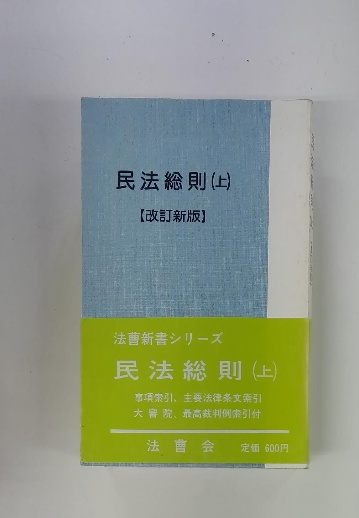 民法総則(上)
【改訂新版】
法曹新書シリーズ
民法総則(上)
事項索引、主要法律条文索引
大審院、最高裁判例索引付
法曹会 定価 600円